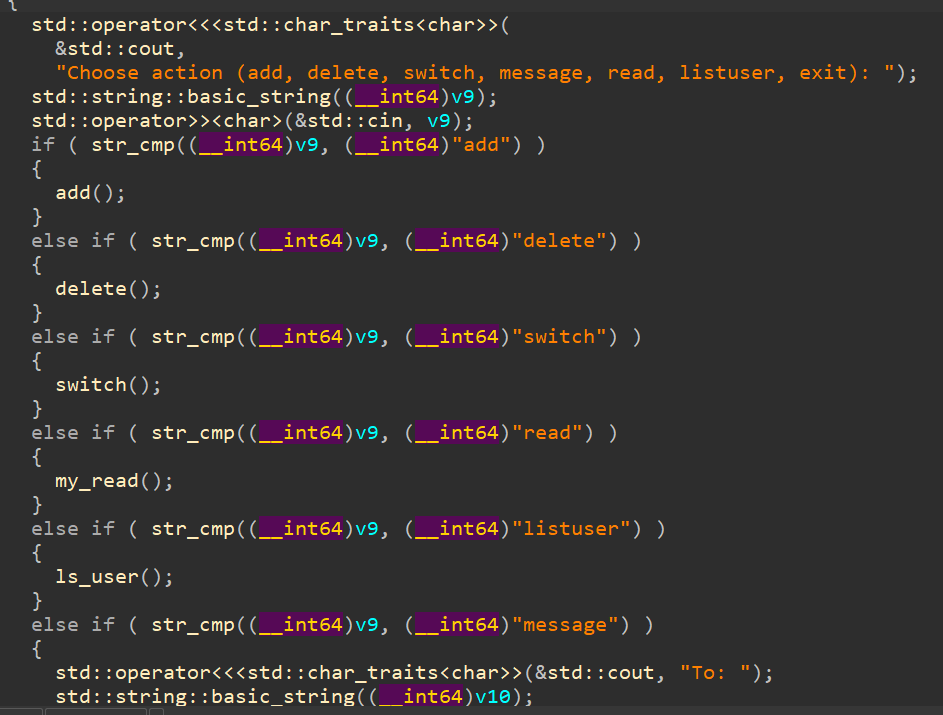 {
std::operator<<<std::char_traits<char>>(
&std::cout,
"Choose action (add, delete, switch, message, read, listuser, exit): ");
std::string::basic_string((__int64)v9);
std::operator>><char>(&std::cin, v9);
if ( str_cmp((__int64)v9, (__int64)"add") )
{
add();
}
else if ( str_cmp((__int64)v9, (__int64)"delete") )
{
delete();
}
else if ( str_cmp((__int64)v9, (__int64)"switch") )
{
switch();
}
else if ( str_cmp((__int64)v9, (__int64)"read") )
{
my_read();
}
else if ( str_cmp((__int64)v9, (__int64)"listuser") )
{
ls_user();
}
else if ( str_cmp((__int64)v9, (__int64)"message") )
{
std::operator<<<std::char_traits<char>>(&std::cout, "To: ");
std::string::basic_string((__int64)v10);